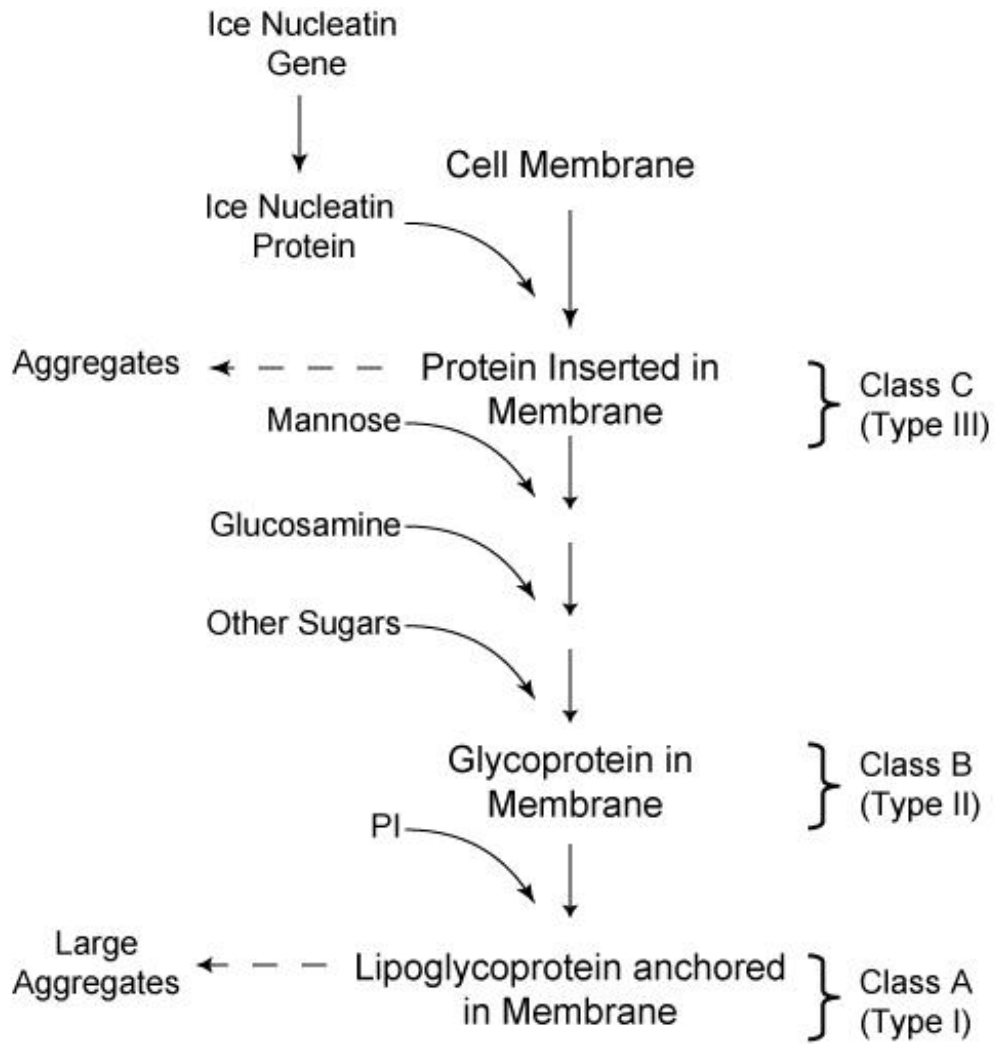 Ice Nucleatin
Gene
Cell Membrane
Ice Nucleatin
Protein
Aggregates
Protein Inserted in
Membrane
Class C
(Type III)
Mannose
Glucosamine
Other Sugars
Glycoprotein in
Membrane
Class B
(Type II)
PI
Large
Aggregates
Lipoglycoprotein anchored
in Membrane
Class A
(Type I)